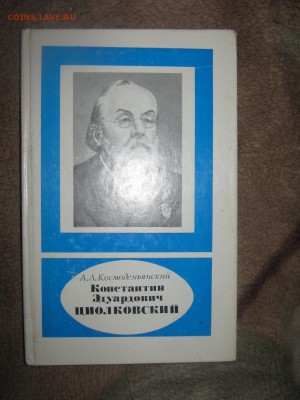 COINS.LAVE.RU
А.А.Космодемьянский
Константин
Эдуардович
ЦИОЛКОВСКИЙ